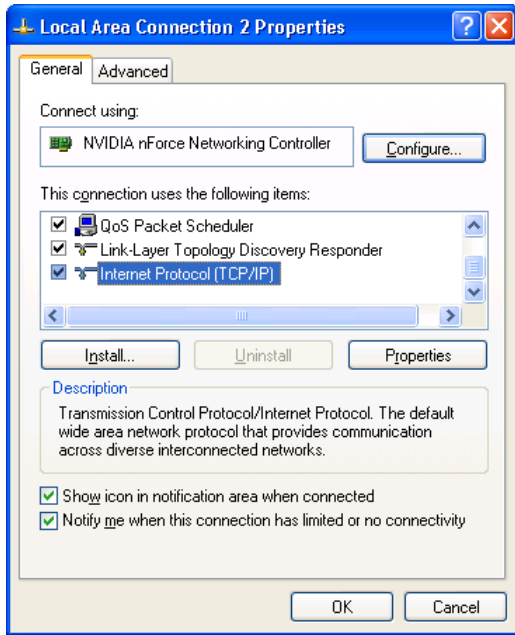 Local Area Connection 2 Properties
General Advanced
Connect using:
NVIDIA nForce Networking Controller Configure...
This connection uses the following items:
QoS Packet Scheduler
Link-Layer Topology Discovery Responder
Internet Protocol (TCP/IP)
Install... Uninstall Properties
Description
Transmission Control Protocol/Internet Protocol. The default
wide area network protocol that provides communication
across diverse interconnected networks.
Show icon in notification area when connected
Notify me when this connection has limited or no connectivity
OK Cancel